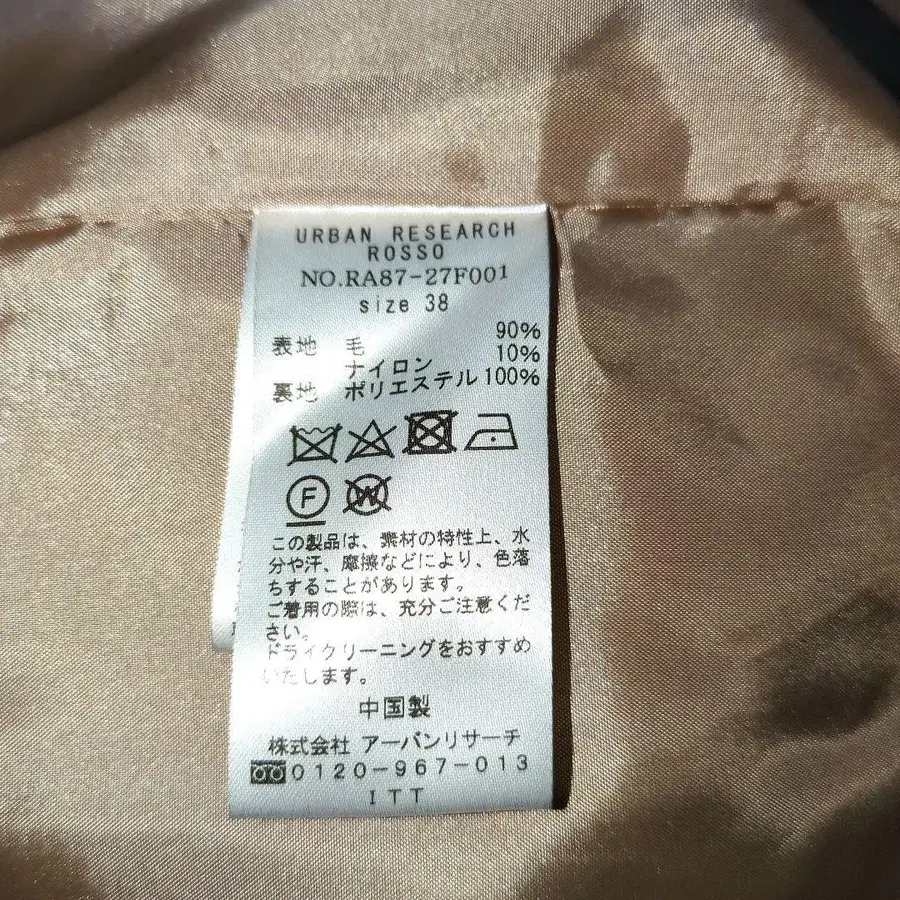 URBAN RESEARCH
ROSSO
NO.RA87-27F001
size 38
表地 毛 90%
ナイロン 10%
裏地 ポリエステル 100%
F W
この製品は、素材の特性上、水
分や汗、摩擦などにより、色落
ちすることがあります。
ご着用の際は、充分ご注意くだ
さい。
ドライクリーニングをおすすめ
いたします。
中国製
株式会社 アーバンリサーチ
0120-967-013
ITT